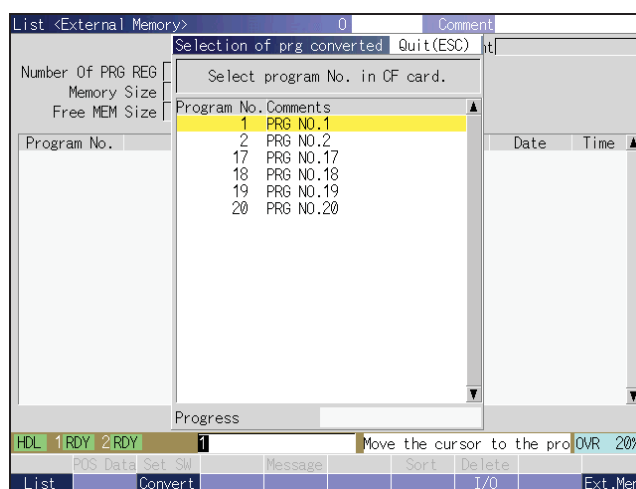 List <External Memory> 0 Comment
Selection of prg converted Quit(ESC)
Number Of PRG REG
Select program No. in CF card.
Memory Size
Free MEM Size
Program No. Comments
1 PRG NO.1
2 PRG NO.2
17 PRG NO.17
18 PRG NO.18
19 PRG NO.19
20 PRG NO.20
Program No. Date Time
Progress
HDL 1 RDY 2 RDY 1 Move the cursor to the pro OVR 20%
POS Data Set SW Message Sort Delete
List Convert I/O Ext.Mem